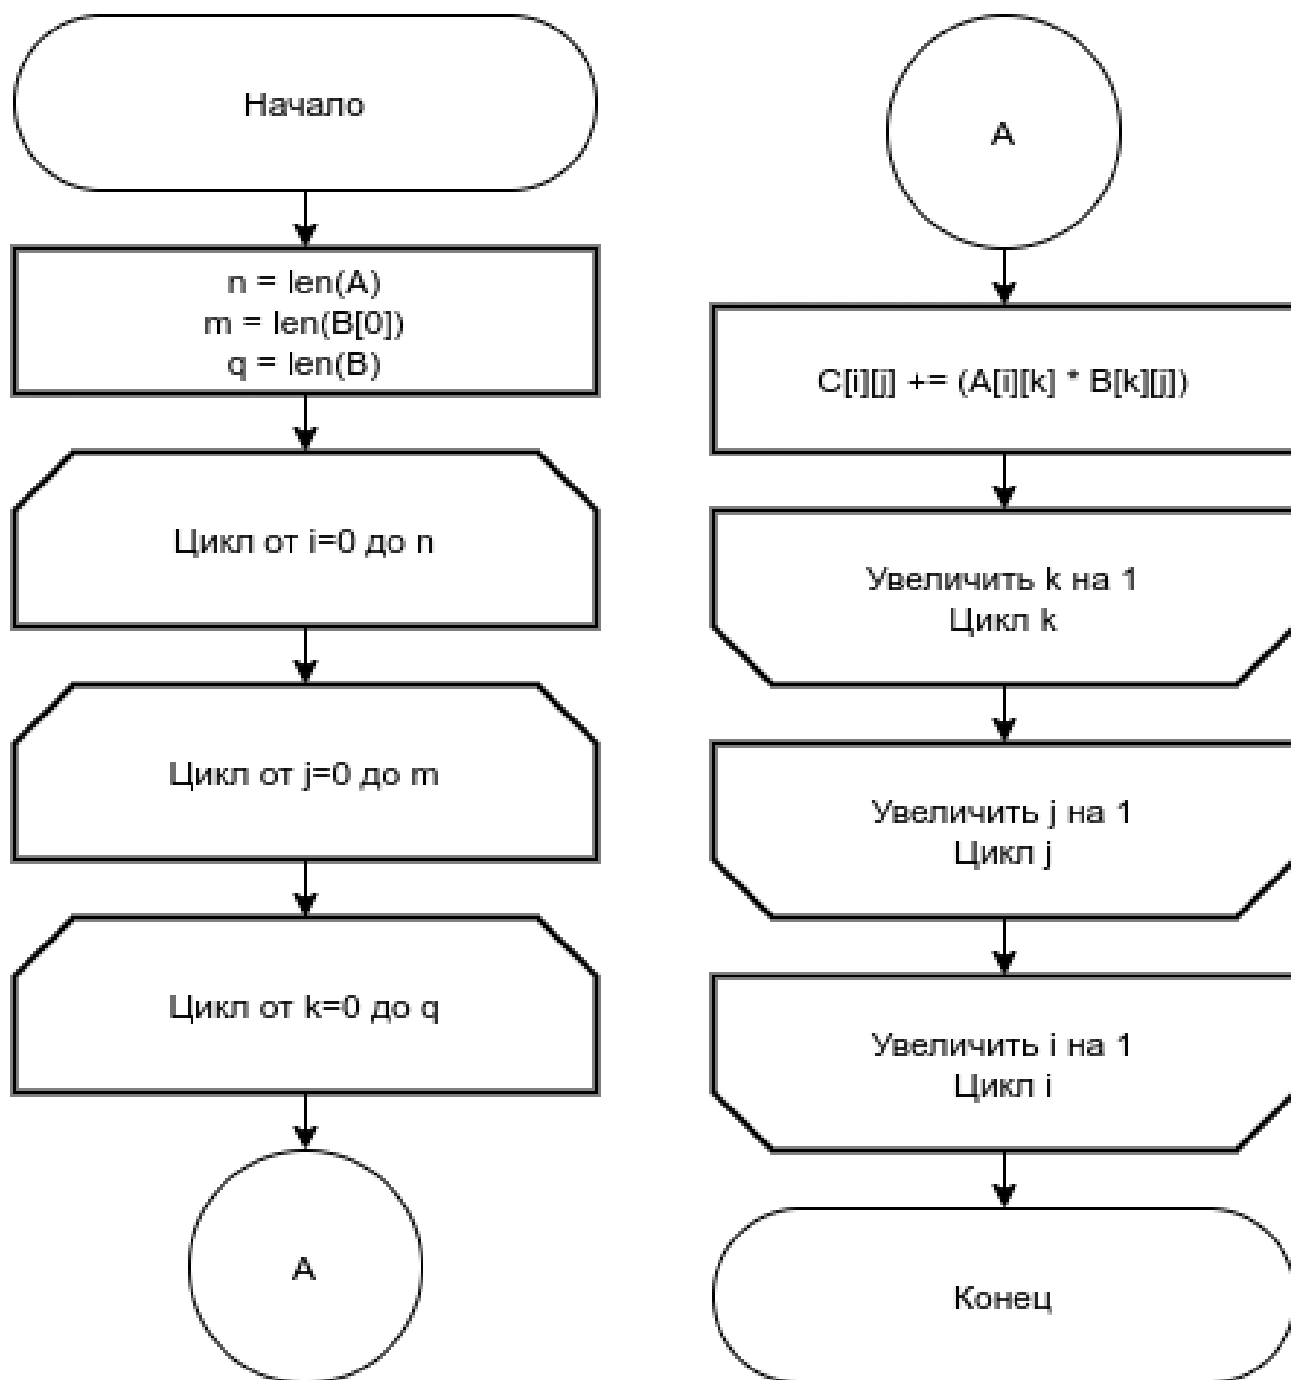 Начало
n = len(A)
m = len(B[0])
q = len(B)
Цикл от i=0 до n
Цикл от j=0 до m
Цикл от k=0 до q
A
A
C[i][j] += (A[i][k] * B[k][j])
Увеличить k на 1
Цикл k
Увеличить j на 1
Цикл j
Увеличить i на 1
Цикл i
Конец